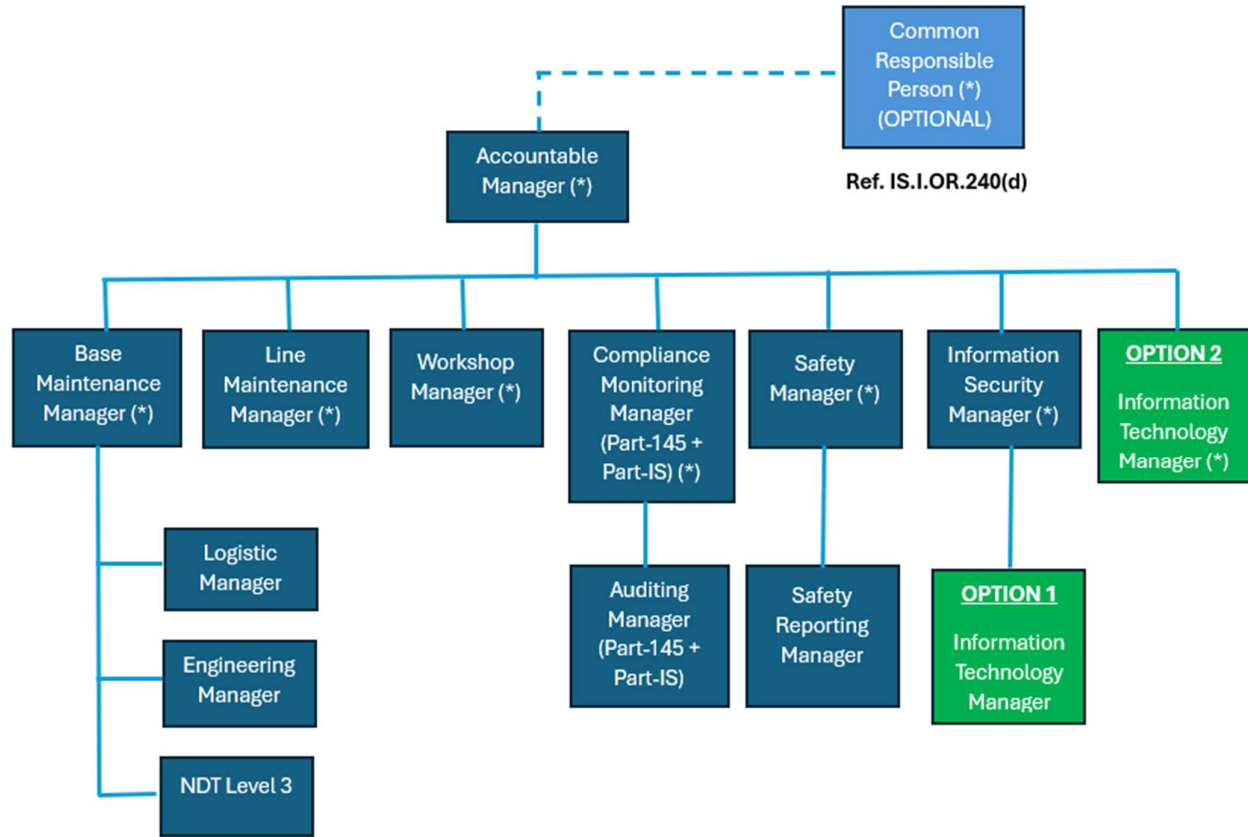 Common
Responsible
Person (*)
(OPTIONAL)
Ref. IS.I.OR.240(d)
Accountable
Manager (*)
Base
Maintenance
Manager (*)
Line
Maintenance
Manager (*)
Workshop
Manager (*)
Compliance
Monitoring
Manager
(Part-145 +
Part-IS) (*)
Safety
Manager (*)
Information
Security
Manager (*)
OPTION 2
Information
Technology
Manager (*)
Logistic
Manager
Engineering
Manager
NDT Level 3
Auditing
Manager
(Part-145 +
Part-IS)
Safety
Reporting
Manager
OPTION 1
Information
Technology
Manager